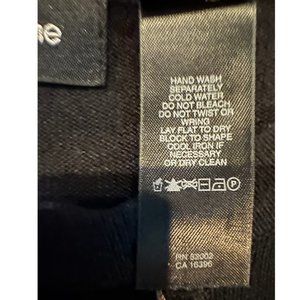 ne
HAND WASH
SEPARATELY
COLD WATER
DO NOT BLEACH
DO NOT TWIST OR
WRING
LAY FLAT TO DRY
BLOCK TO SHAPE
COOL IRON IF
NECESSARY
OR DRY CLEAN
RN 53002
CA 16396